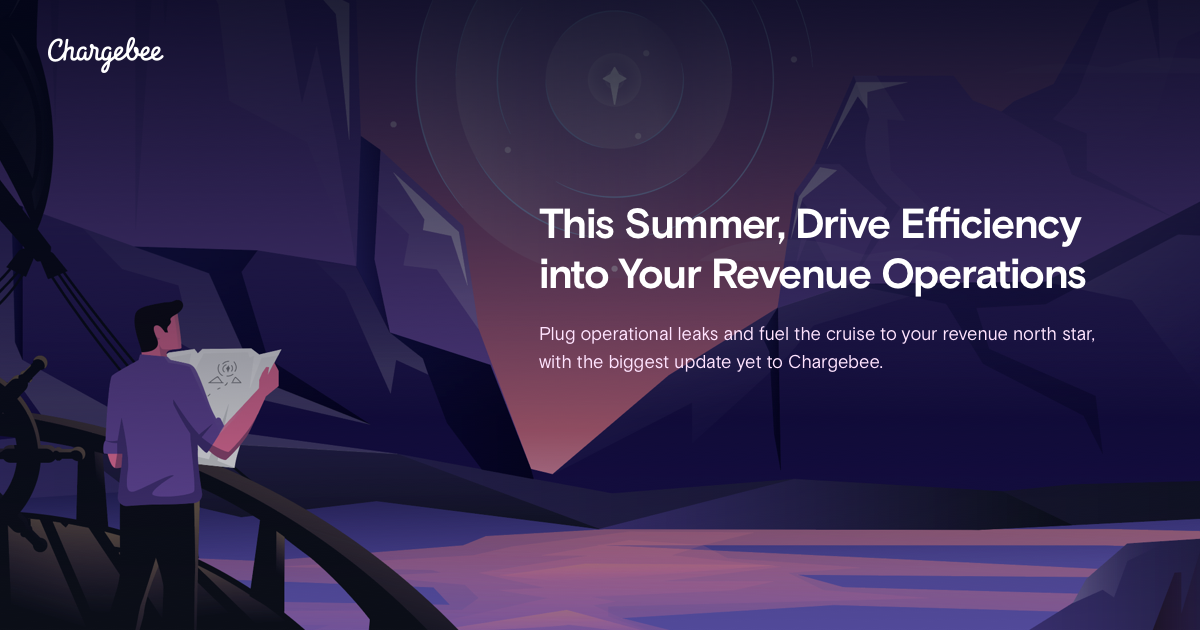 Chargebee
This Summer, Drive Efficiency
into Your Revenue Operations
Plug operational leaks and fuel the cruise to your revenue north star,
with the biggest update yet to Chargebee.